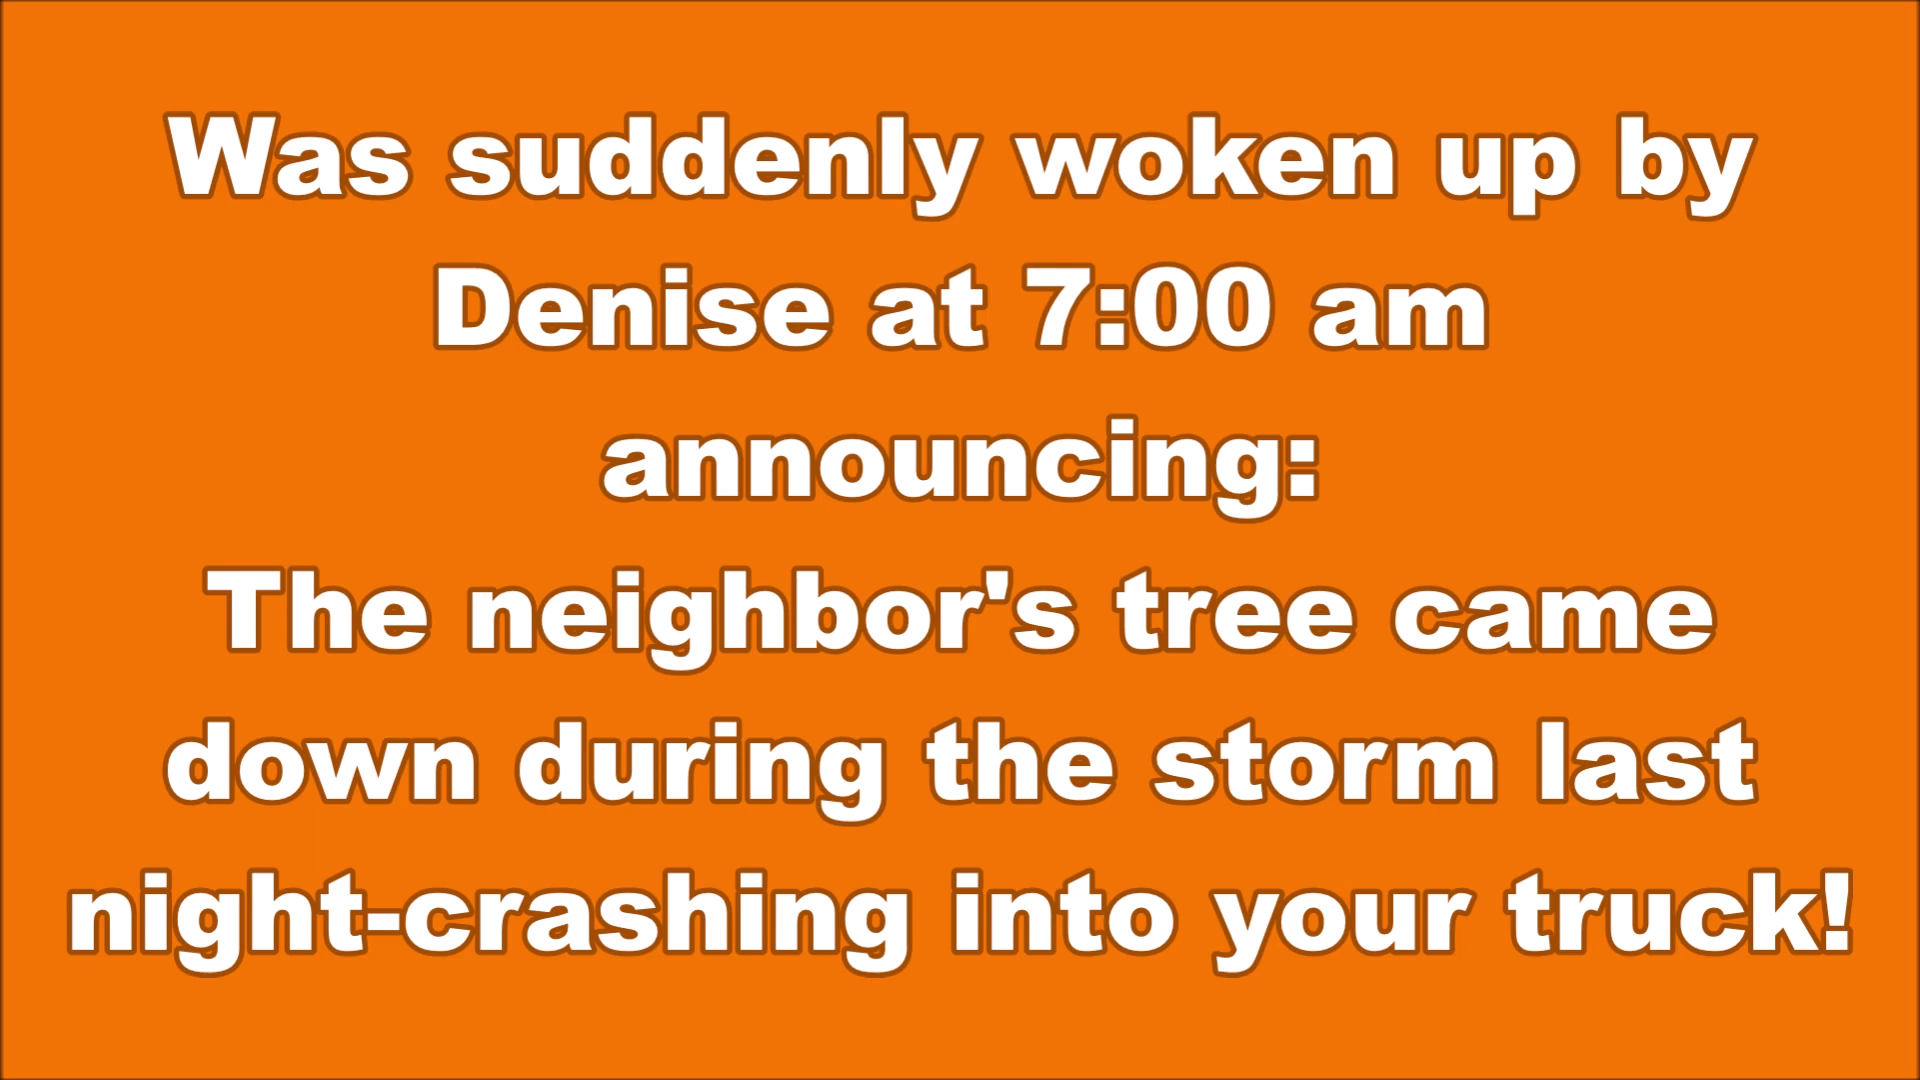 Was suddenly woken up by
Denise at 7:00 am
announcing:
The neighbor's tree came
down during the storm last
night-crashing into your truck!